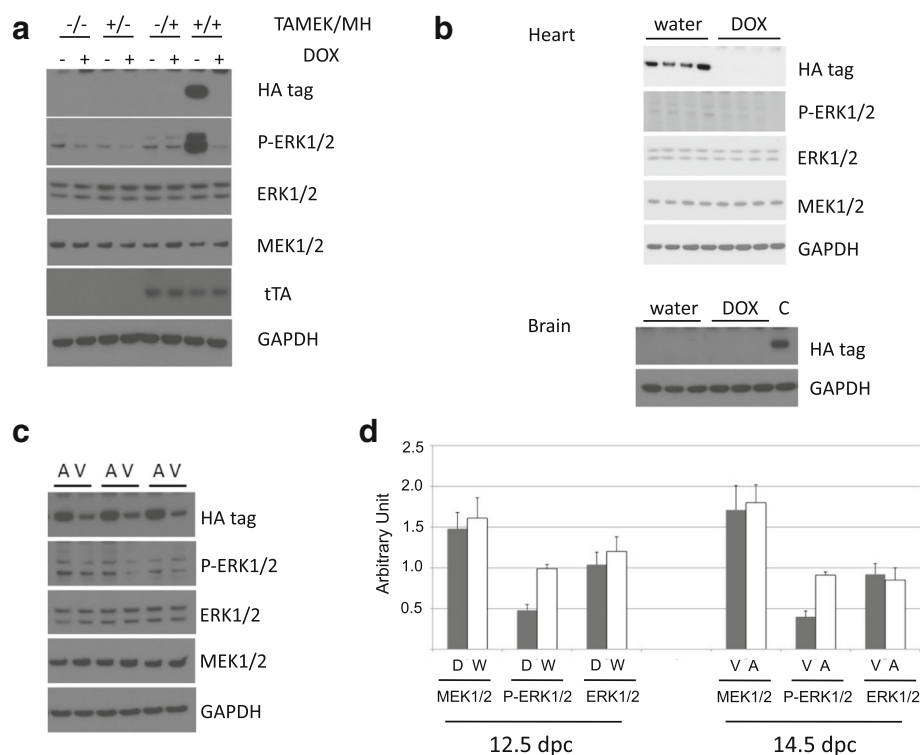 a
-/- +/- -/+ +/+ TAMEK/MH
- + - + - + - + DOX
HA tag
P-ERK1/2
ERK1/2
MEK1/2
tTA
GAPDH
b
Heart
water DOX
HA tag
P-ERK1/2
ERK1/2
MEK1/2
GAPDH
Brain
water DOX C
HA tag
GAPDH
c
A V A V A V
HA tag
P-ERK1/2
ERK1/2
MEK1/2
GAPDH
d
Arbitrary Unit
2.5
2.0
1.5
1.0
0.5
D W D W D W V A V A V A
MEK1/2 P-ERK1/2 ERK1/2 MEK1/2 P-ERK1/2 ERK1/2
12.5 dpc 14.5 dpc